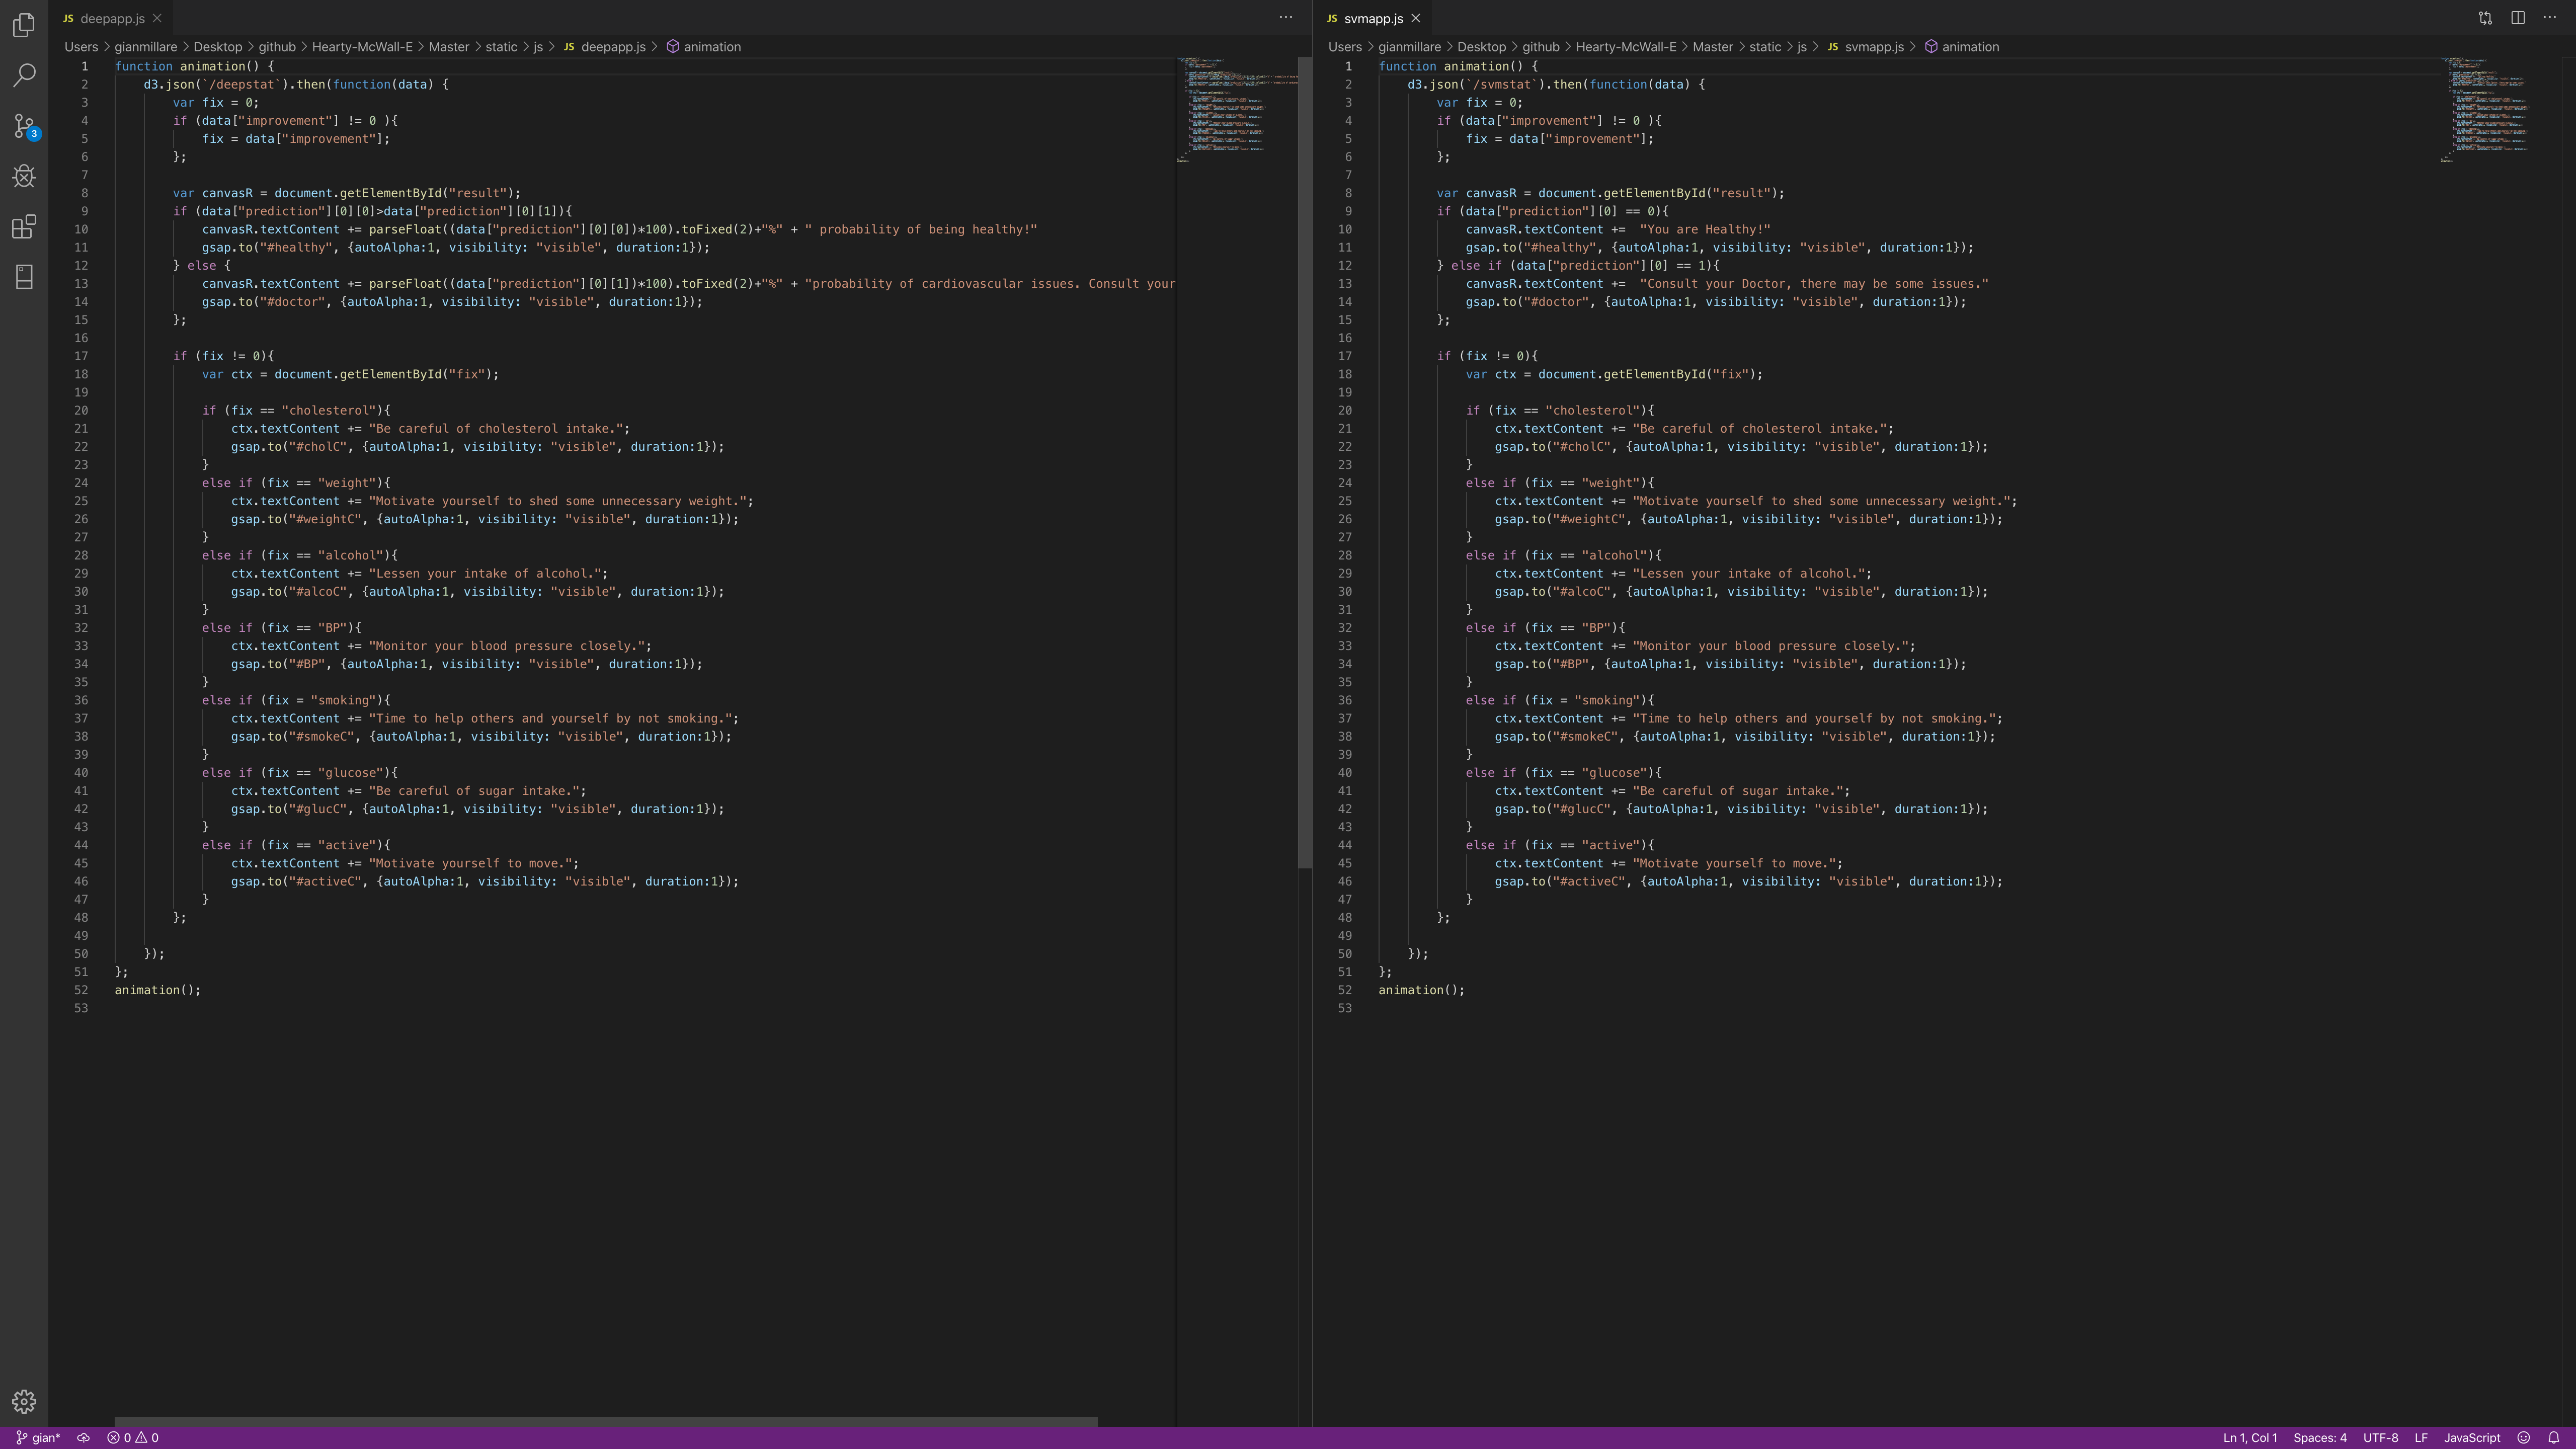 JS deepapp.js
Users > gianmillare > Desktop > github > Hearty-McWall-E > Master > static > js > JS deepapp.js > animation
1 function animation() {
2     d3.json(`/deepstat`).then(function(data) {
3         var fix = 0;
4         if (data["improvement"] != 0 ){
5             fix = data["improvement"];
6         };
7
8         var canvasR = document.getElementById("result");
9         if (data["prediction"][0][0]>data["prediction"][0][1]){
10             canvasR.textContent += parseFloat((data["prediction"][0][0])*100).toFixed(2)+"%" + " probability of being healthy!"
11             gsap.to("#healthy", {autoAlpha:1, visibility: "visible", duration:1});
12         } else {
13             canvasR.textContent += parseFloat((data["prediction"][0][1])*100).toFixed(2)+"%" + "probability of cardiovascular issues. Consult your
14             gsap.to("#doctor", {autoAlpha:1, visibility: "visible", duration:1});
15         };
16
17         if (fix != 0){
18             var ctx = document.getElementById("fix");
19
20             if (fix == "cholesterol"){
21                 ctx.textContent += "Be careful of cholesterol intake.";
22                 gsap.to("#cholC", {autoAlpha:1, visibility: "visible", duration:1});
23             }
24             else if (fix == "weight"){
25                 ctx.textContent += "Motivate yourself to shed some unnecessary weight.";
26                 gsap.to("#weightC", {autoAlpha:1, visibility: "visible", duration:1});
27             }
28             else if (fix == "alcohol"){
29                 ctx.textContent += "Lessen your intake of alcohol.";
30                 gsap.to("#alcoC", {autoAlpha:1, visibility: "visible", duration:1});
31             }
32             else if (fix == "BP"){
33                 ctx.textContent += "Monitor your blood pressure closely.";
34                 gsap.to("#BP", {autoAlpha:1, visibility: "visible", duration:1});
35             }
36             else if (fix = "smoking"){
37                 ctx.textContent += "Time to help others and yourself by not smoking.";
38                 gsap.to("#smokeC", {autoAlpha:1, visibility: "visible", duration:1});
39             }
40             else if (fix == "glucose"){
41                 ctx.textContent += "Be careful of sugar intake.";
42                 gsap.to("#glucC", {autoAlpha:1, visibility: "visible", duration:1});
43             }
44             else if (fix == "active"){
45                 ctx.textContent += "Motivate yourself to move.";
46                 gsap.to("#activeC", {autoAlpha:1, visibility: "visible", duration:1});
47             }
48         };
49
50     });
51 };
52 animation();
53
JS svmapp.js
Users > gianmillare > Desktop > github > Hearty-McWall-E > Master > static > js > JS svmapp.js > animation
1 function animation() {
2     d3.json(`/svmstat`).then(function(data) {
3         var fix = 0;
4         if (data["improvement"] != 0 ){
5             fix = data["improvement"];
6         };
7
8         var canvasR = document.getElementById("result");
9         if (data["prediction"][0] == 0){
10             canvasR.textContent +=  "You are Healthy!"
11             gsap.to("#healthy", {autoAlpha:1, visibility: "visible", duration:1});
12         } else if (data["prediction"][0] == 1){
13             canvasR.textContent +=  "Consult your Doctor, there may be some issues."
14             gsap.to("#doctor", {autoAlpha:1, visibility: "visible", duration:1});
15         };
16
17         if (fix != 0){
18             var ctx = document.getElementById("fix");
19
20             if (fix == "cholesterol"){
21                 ctx.textContent += "Be careful of cholesterol intake.";
22                 gsap.to("#cholC", {autoAlpha:1, visibility: "visible", duration:1});
23             }
24             else if (fix == "weight"){
25                 ctx.textContent += "Motivate yourself to shed some unnecessary weight.";
26                 gsap.to("#weightC", {autoAlpha:1, visibility: "visible", duration:1});
27             }
28             else if (fix == "alcohol"){
29                 ctx.textContent += "Lessen your intake of alcohol.";
30                 gsap.to("#alcoC", {autoAlpha:1, visibility: "visible", duration:1});
31             }
32             else if (fix == "BP"){
33                 ctx.textContent += "Monitor your blood pressure closely.";
34                 gsap.to("#BP", {autoAlpha:1, visibility: "visible", duration:1});
35             }
36             else if (fix = "smoking"){
37                 ctx.textContent += "Time to help others and yourself by not smoking.";
38                 gsap.to("#smokeC", {autoAlpha:1, visibility: "visible", duration:1});
39             }
40             else if (fix == "glucose"){
41                 ctx.textContent += "Be careful of sugar intake.";
42                 gsap.to("#glucC", {autoAlpha:1, visibility: "visible", duration:1});
43             }
44             else if (fix == "active"){
45                 ctx.textContent += "Motivate yourself to move.";
46                 gsap.to("#activeC", {autoAlpha:1, visibility: "visible", duration:1});
47             }
48         };
49
50     });
51 };
52 animation();
53
3
gian* 0 0 Ln 1, Col 1 Spaces: 4 UTF-8 LF JavaScript